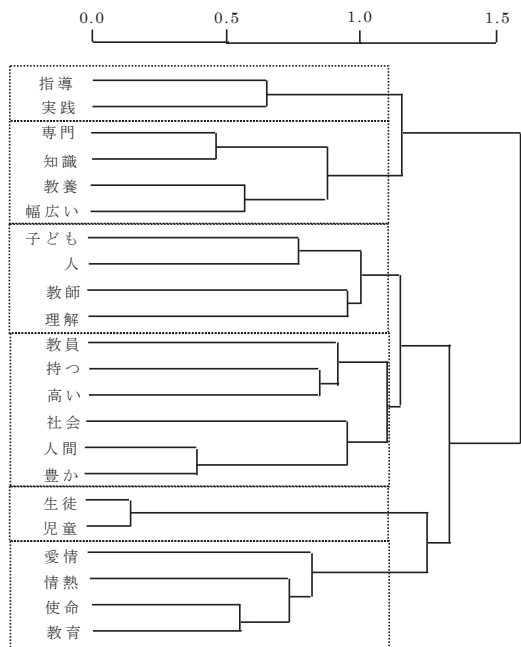 0.0 0.5 1.0 1.5
指導
実践
専門
知識
教養
幅広い
子ども
人
教師
理解
教員
持つ
高い
社会
人間
豊か
生徒
児童
愛情
情熱
使命
教育